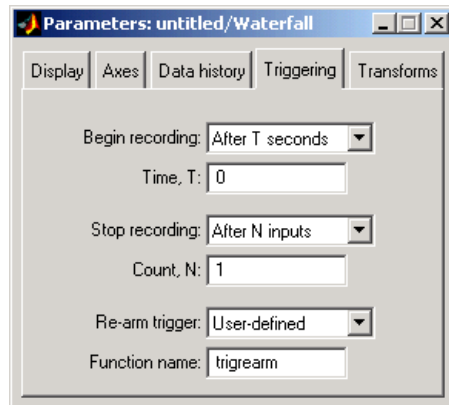 Parameters: untitled/Waterfall
Display Axes Data history Triggering Transforms
Begin recording: After T seconds
Time, T: 0
Stop recording: After N inputs
Count, N: 1
Re-arm trigger: User-defined
Function name: trigrearm